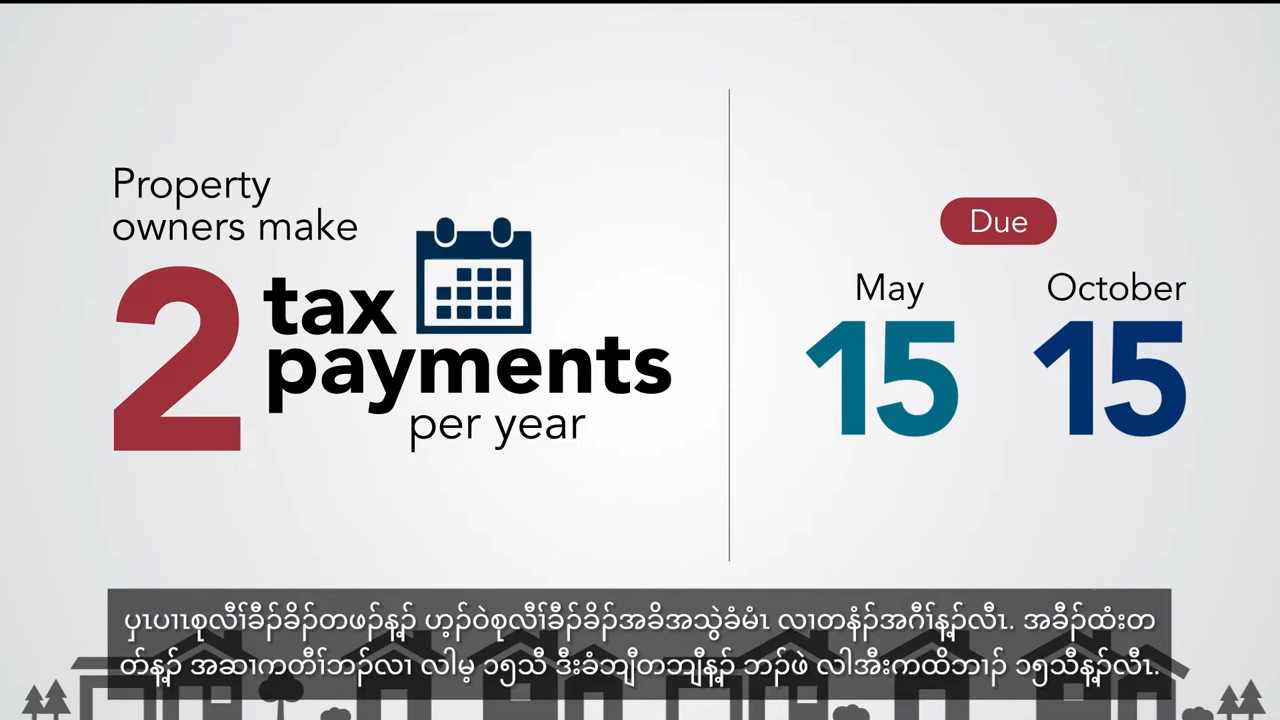 Property
owners make
2 tax
payments
per year
Due
May
October
15
15
ပှၤပၢၤစုလီၢ်ခီၣ်ခိၣ်တဖၣ်န့ၣ် ဟ့ၣ်ဝဲစုလီၢ်ခီၣ်ခိၣ်အခိအသွဲခံမံၤ လၢတနံၣ်အဂီၢ်န့ၣ်လီၤ. အခီၣ်ထံးတ
တၢ်န့ၣ် အဆၢကတီၢ်ဘၣ်လၢ လါမ့ ၁၅သီ ဒီးခံဘျီတဘျီန့ၣ် ဘၣ်ဖဲ လါအီးကထိဘၢၣ် ၁၅သီန့ၣ်လီၤ.